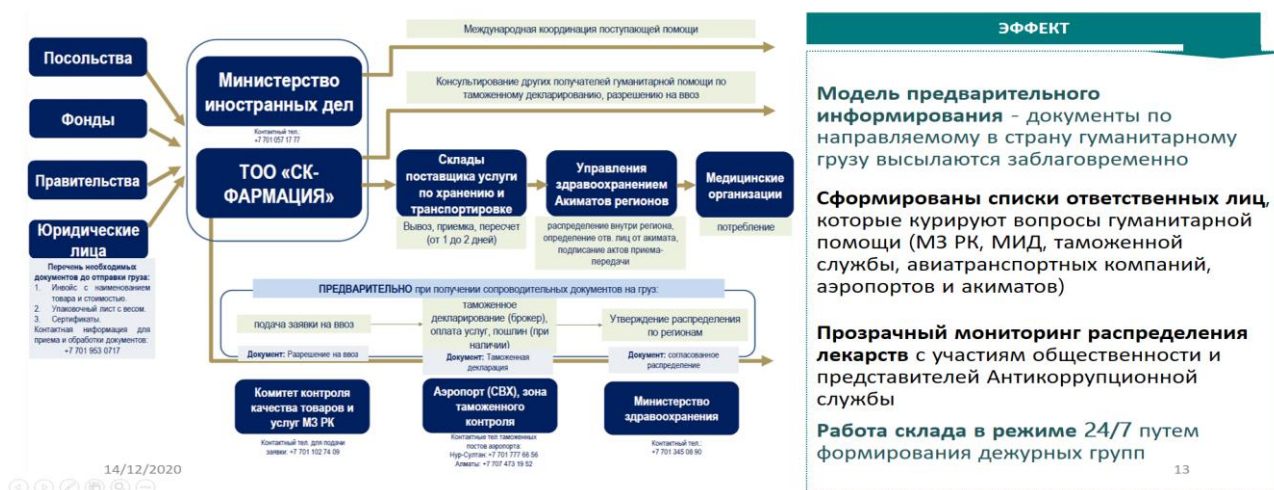 Посольства
Фонды
Правительства
Юридические
лица
Перечень необходимых
документов до отправки груза:
1. Инвойс с наименованием
товара и стоимостью.
2. Упаковочный лист с весом.
3. Сертификаты.
Контактная информация для
приема и обработки документов:
+7 701 953 0717
Министерство
иностранных дел
Контактный тел.:
+7 701 057 17 77
ТОО «СК-
ФАРМАЦИЯ»
Международная координация поступающей помощи
Консультирование других получателей гуманитарной помощи по
таможенному декларированию, разрешению на ввоз
Склады
поставщика услуги
по хранению и
транспортировке
Вывоз, приемка, пересчет
(от 1 до 2 дней)
Управления
здравоохранением
Акиматов регионов
распределение внутри региона,
определение отв. лиц от акимата,
подписание актов приема-
передачи
Медицинские
организации
потребление
ПРЕДВАРИТЕЛЬНО при получении сопроводительных документов на груз:
подача заявки на ввоз
Документ: Разрешение на ввоз
таможенное
декларирование (брокер),
оплата услуг, пошлин (при
наличии)
Документ: Таможенная
декларация
Утверждение распределения
по регионам
Документ: согласованное
распределение
Комитет контроля
качества товаров и
услуг МЗ РК
Контактный тел. для подачи
заявки: +7 701 102 74 09
Аэропорт (СВХ), зона
таможенного
контроля
Контактные тел таможенных
постов аэропорта:
Нур-Султан: +7 701 777 66 56
Алматы: +7 707 473 19 52
Министерство
здравоохранения
Контактный тел.:
+7 701 345 08 90
14/12/2020
ЭФФЕКТ
Модель предварительного
информирования - документы по
направляемому в страну гуманитарному
грузу высылаются заблаговременно
Сформированы списки ответственных лиц,
которые курируют вопросы гуманитарной
помощи (МЗ РК, МИД, таможенной
службы, авиатранспортных компаний,
аэропортов и акиматов)
Прозрачный мониторинг распределения
лекарств с участиям общественности и
представителей Антикоррупционной
службы
Работа склада в режиме 24/7 путем
формирования дежурных групп
13